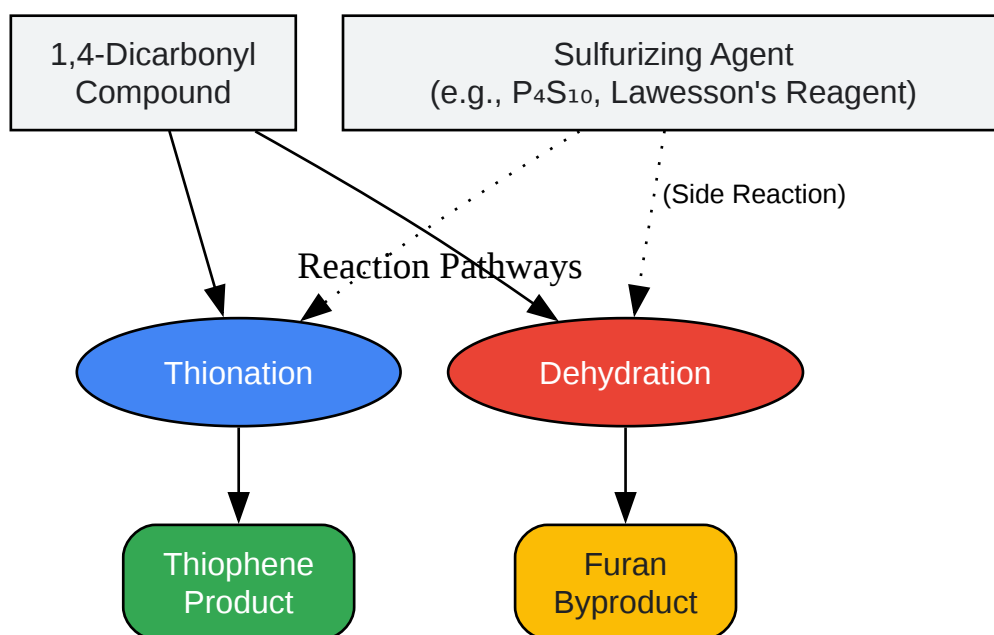 1,4-Dicarbonyl
Compound
Sulfurizing Agent
(e.g., P₄S₁₀, Lawesson's Reagent)
(Side Reaction)
Reaction Pathways
Thionation
Dehydration
Thiophene
Product
Furan
Byproduct